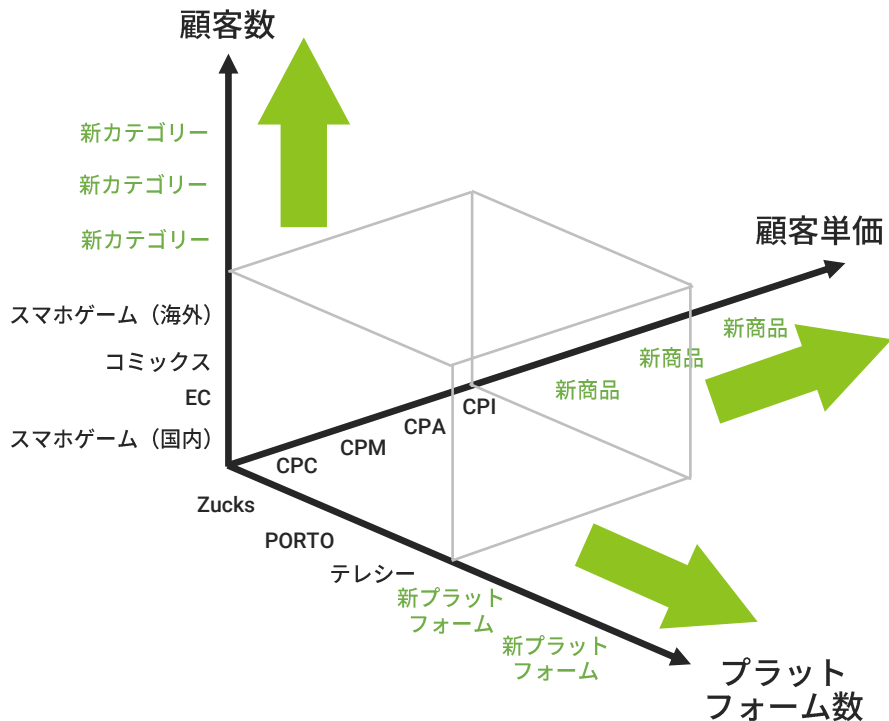 顧客数
新カテゴリー
新カテゴリー
新カテゴリー
スマホゲーム（海外）
コミックス
EC
スマホゲーム（国内）
顧客単価
新商品
新商品
新商品
CPI
CPA
CPM
CPC
Zucks
PORTO
テレシー
新プラット
フォーム
新プラット
フォーム
プラット
フォーム数